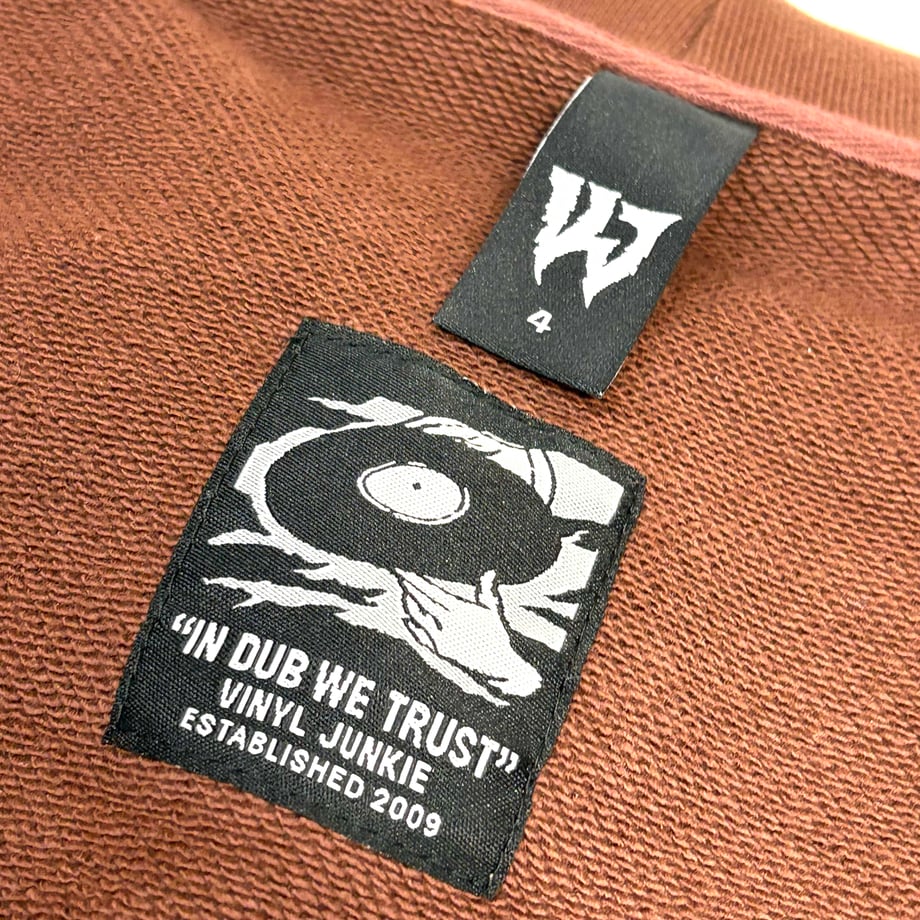 VJ
4
“IN DUB WE TRUST”
VINYL JUNKIE
ESTABLISHED 2009